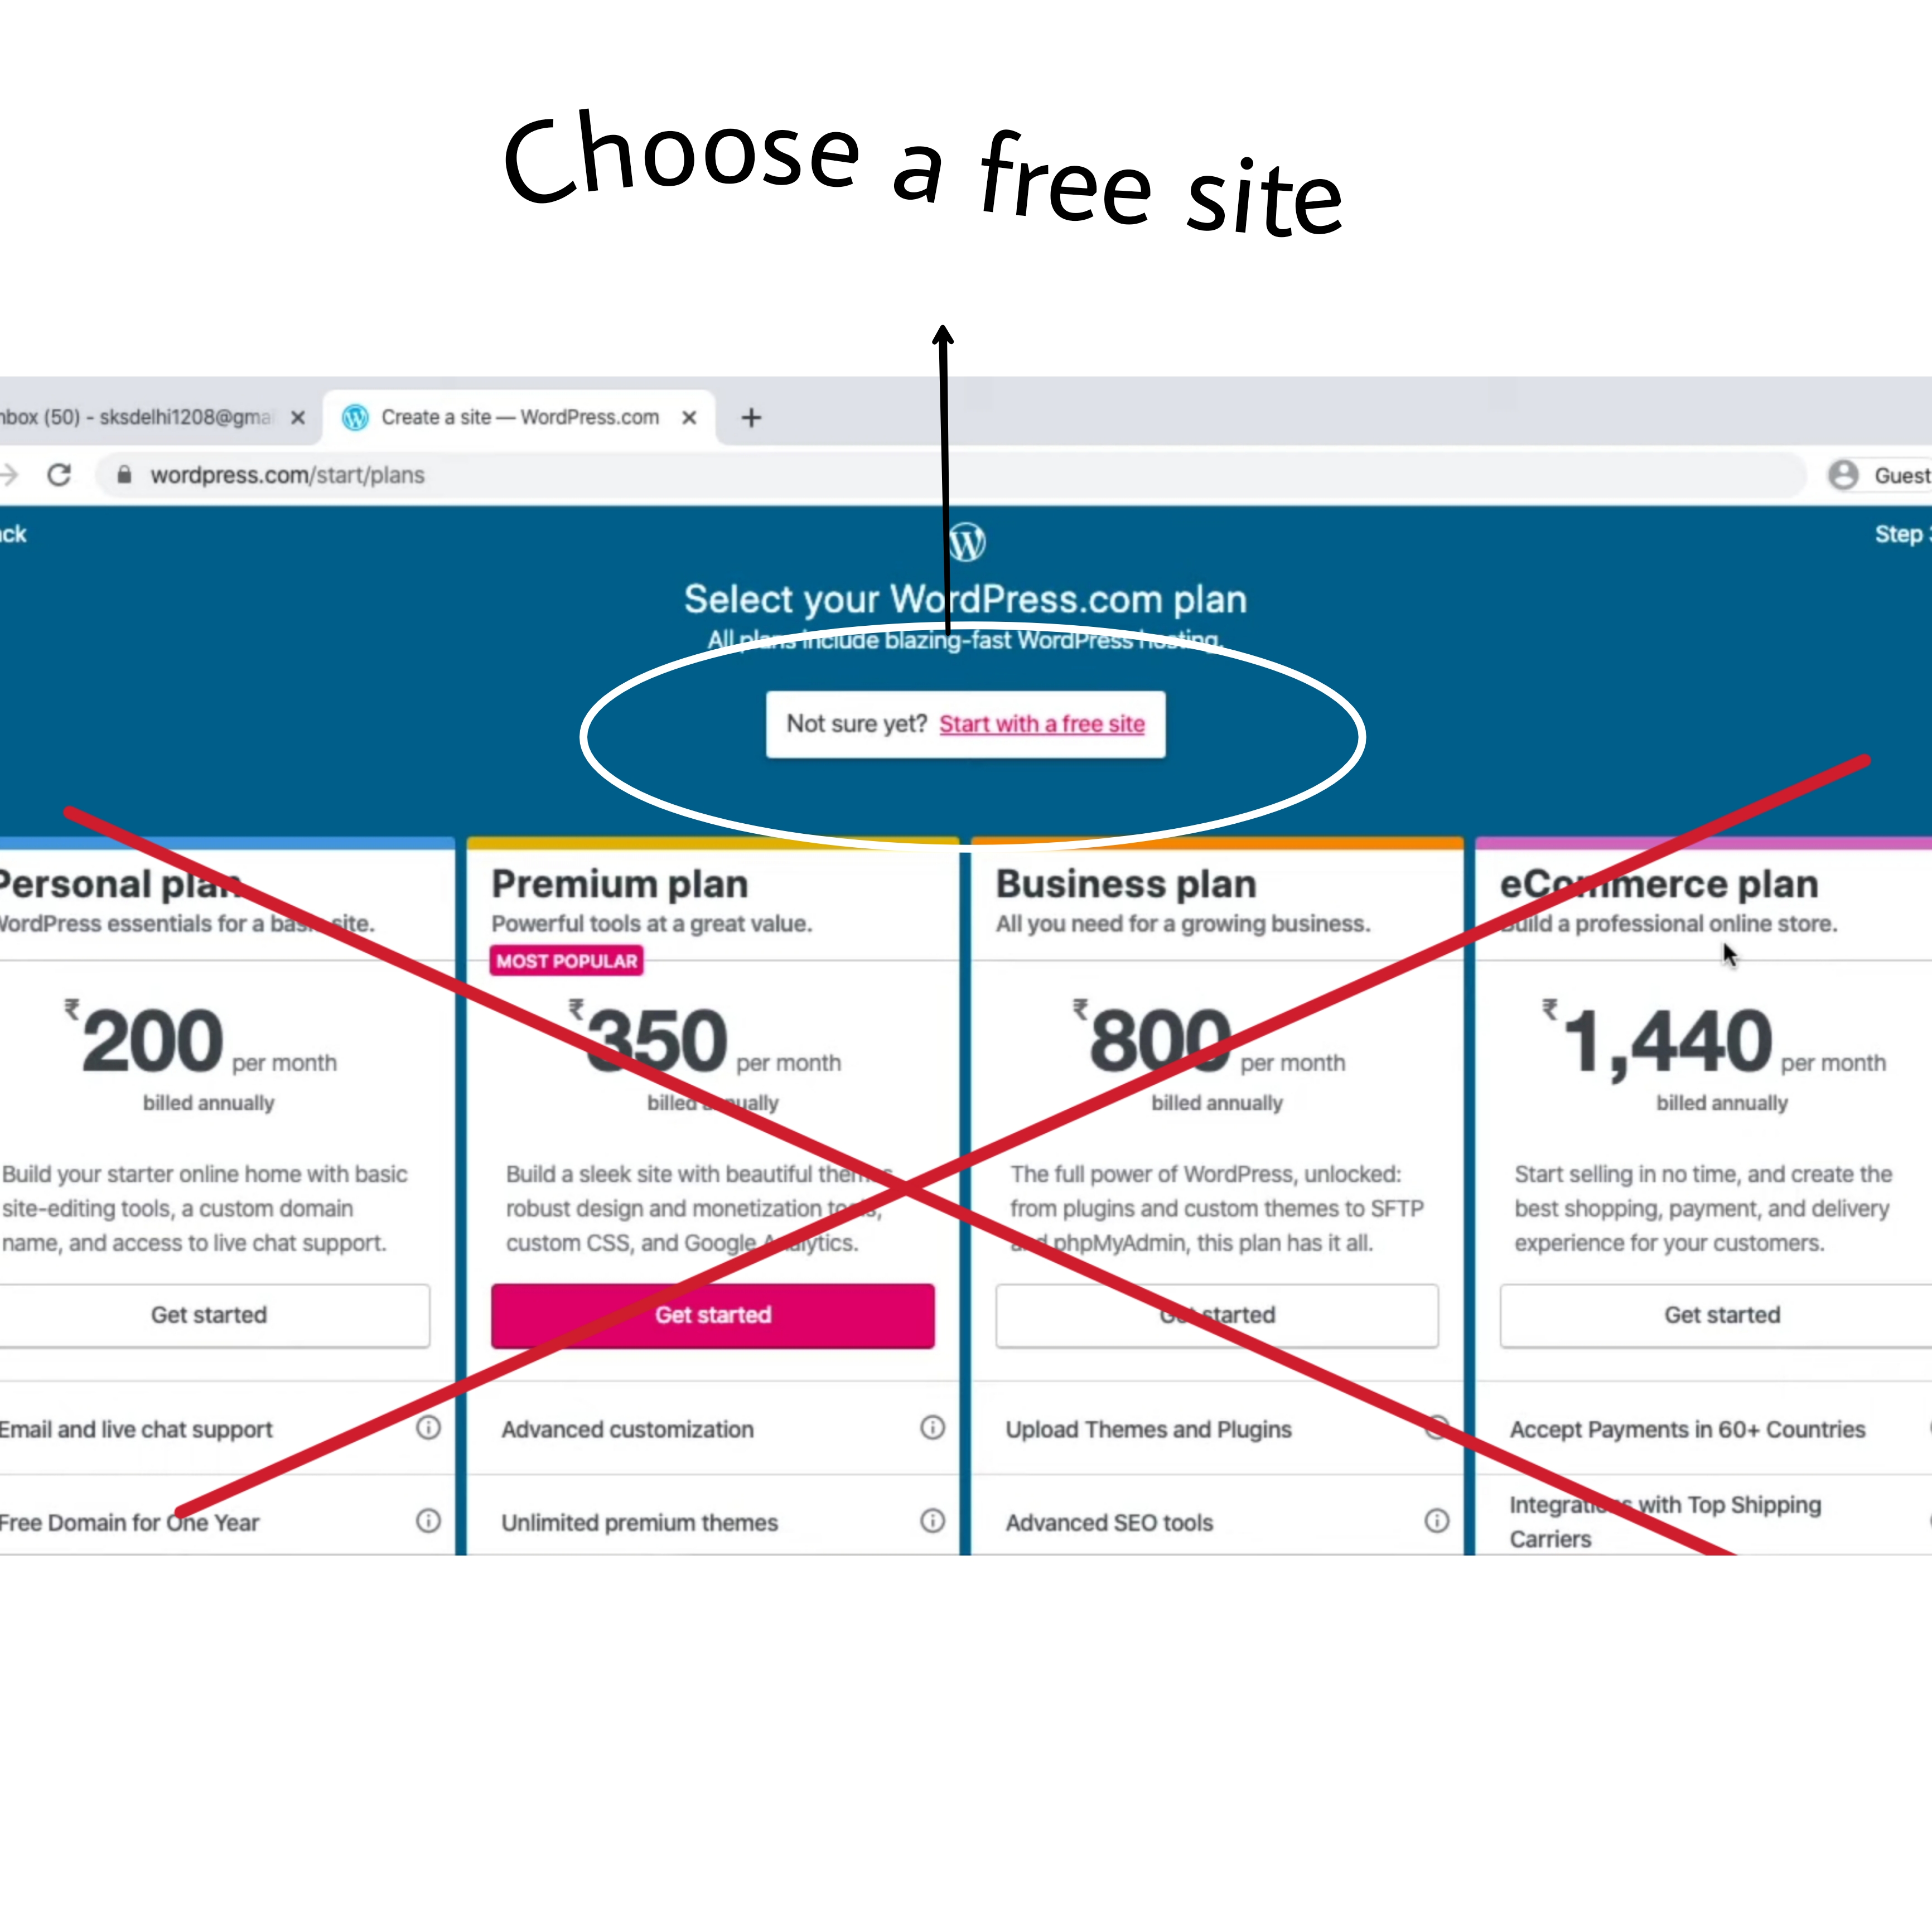 Choose a free site
nbox (50) - sksdelhi1208@gma
Create a site — WordPress.com
wordpress.com/start/plans
Guest
ack
Step
Select your WordPress.com plan
All plans include blazing-fast WordPress hosting.
Not sure yet? Start with a free site
Personal plan
WordPress essentials for a basic site.
₹200 per month
billed annually
Build your starter online home with basic
site-editing tools, a custom domain
name, and access to live chat support.
Get started
Email and live chat support
Free Domain for One Year
Premium plan
Powerful tools at a great value.
MOST POPULAR
₹350 per month
billed annually
Build a sleek site with beautiful themes,
robust design and monetization tools,
custom CSS, and Google Analytics.
Get started
Advanced customization
Unlimited premium themes
Business plan
All you need for a growing business.
₹800 per month
billed annually
The full power of WordPress, unlocked:
from plugins and custom themes to SFTP
and phpMyAdmin, this plan has it all.
Get started
Upload Themes and Plugins
Advanced SEO tools
eCommerce plan
Build a professional online store.
₹1,440 per month
billed annually
Start selling in no time, and create the
best shopping, payment, and delivery
experience for your customers.
Get started
Accept Payments in 60+ Countries
Integrations with Top Shipping
Carriers